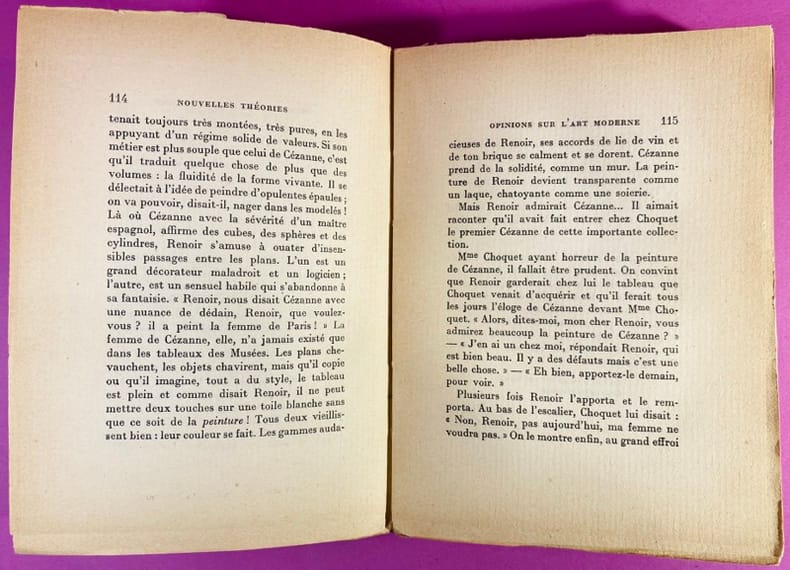 114
NOUVELLES THÉORIES
tenait toujours très montées, très pures, en les
appuyant d'un régime solide de valeurs. Si son
métier est plus souple que celui de Cézanne, c'est
qu'il traduit quelque chose de plus que des
volumes : la fluidité de la forme vivante. Il se
délectait à l'idée de peindre d'opulentes épaules ;
on va pouvoir, disait-il, nager dans les modelés !
Là où Cézanne avec la sévérité d'un maître
espagnol, affirme des cubes, des sphères et des
cylindres, Renoir s'amuse à ouater d'insen-
sibles passages entre les plans. L'un est un
grand décorateur maladroit et un logicien ;
l'autre, est un sensuel habile qui s'abandonne à
sa fantaisie. « Renoir, nous disait Cézanne avec
une nuance de dédain, Renoir, que voulez-
vous ? il a peint la femme de Paris ! » La
femme de Cézanne, elle, n'a jamais existé que
dans les tableaux des Musées. Les plans che-
vauchent, les objets chavirent, mais qu'il copie
ou qu'il imagine, tout a du style, le tableau
est plein et comme disait Renoir, il ne peut
mettre deux touches sur une toile blanche sans
que ce soit de la peinture ! Tous deux vieillis-
sent bien : leur couleur se fait. Les gammes auda-
OPINIONS SUR L'ART MODERNE 115
cieuses de Renoir, ses accords de lie de vin et
de ton brique se calment et se dorent. Cézanne
prend de la solidité, comme un mur. La pein-
ture de Renoir devient transparente comme
un laque, chatoyante comme une soierie.
Mais Renoir admirait Cézanne... Il aimait
raconter qu'il avait fait entrer chez Choquet
le premier Cézanne de cette importante collec-
tion.
Mme Choquet ayant horreur de la peinture
de Cézanne, il fallait être prudent. On convint
que Renoir garderait chez lui le tableau que
Choquet venait d'acquérir et qu'il ferait tous
les jours l'éloge de Cézanne devant Mme Cho-
quet. « Alors, dites-moi, mon cher Renoir, vous
admirez beaucoup la peinture de Cézanne ? »
— « J'en ai un chez moi, répondait Renoir, qui
est bien beau. Il y a des défauts mais c'est une
belle chose. » — « Eh bien, apportez-le demain,
pour voir. »
Plusieurs fois Renoir l'apporta et le rem-
porta. Au bas de l'escalier, Choquet lui disait :
« Non, Renoir, pas aujourd'hui, ma femme ne
voudra pas. » On le montre enfin, au grand effroi